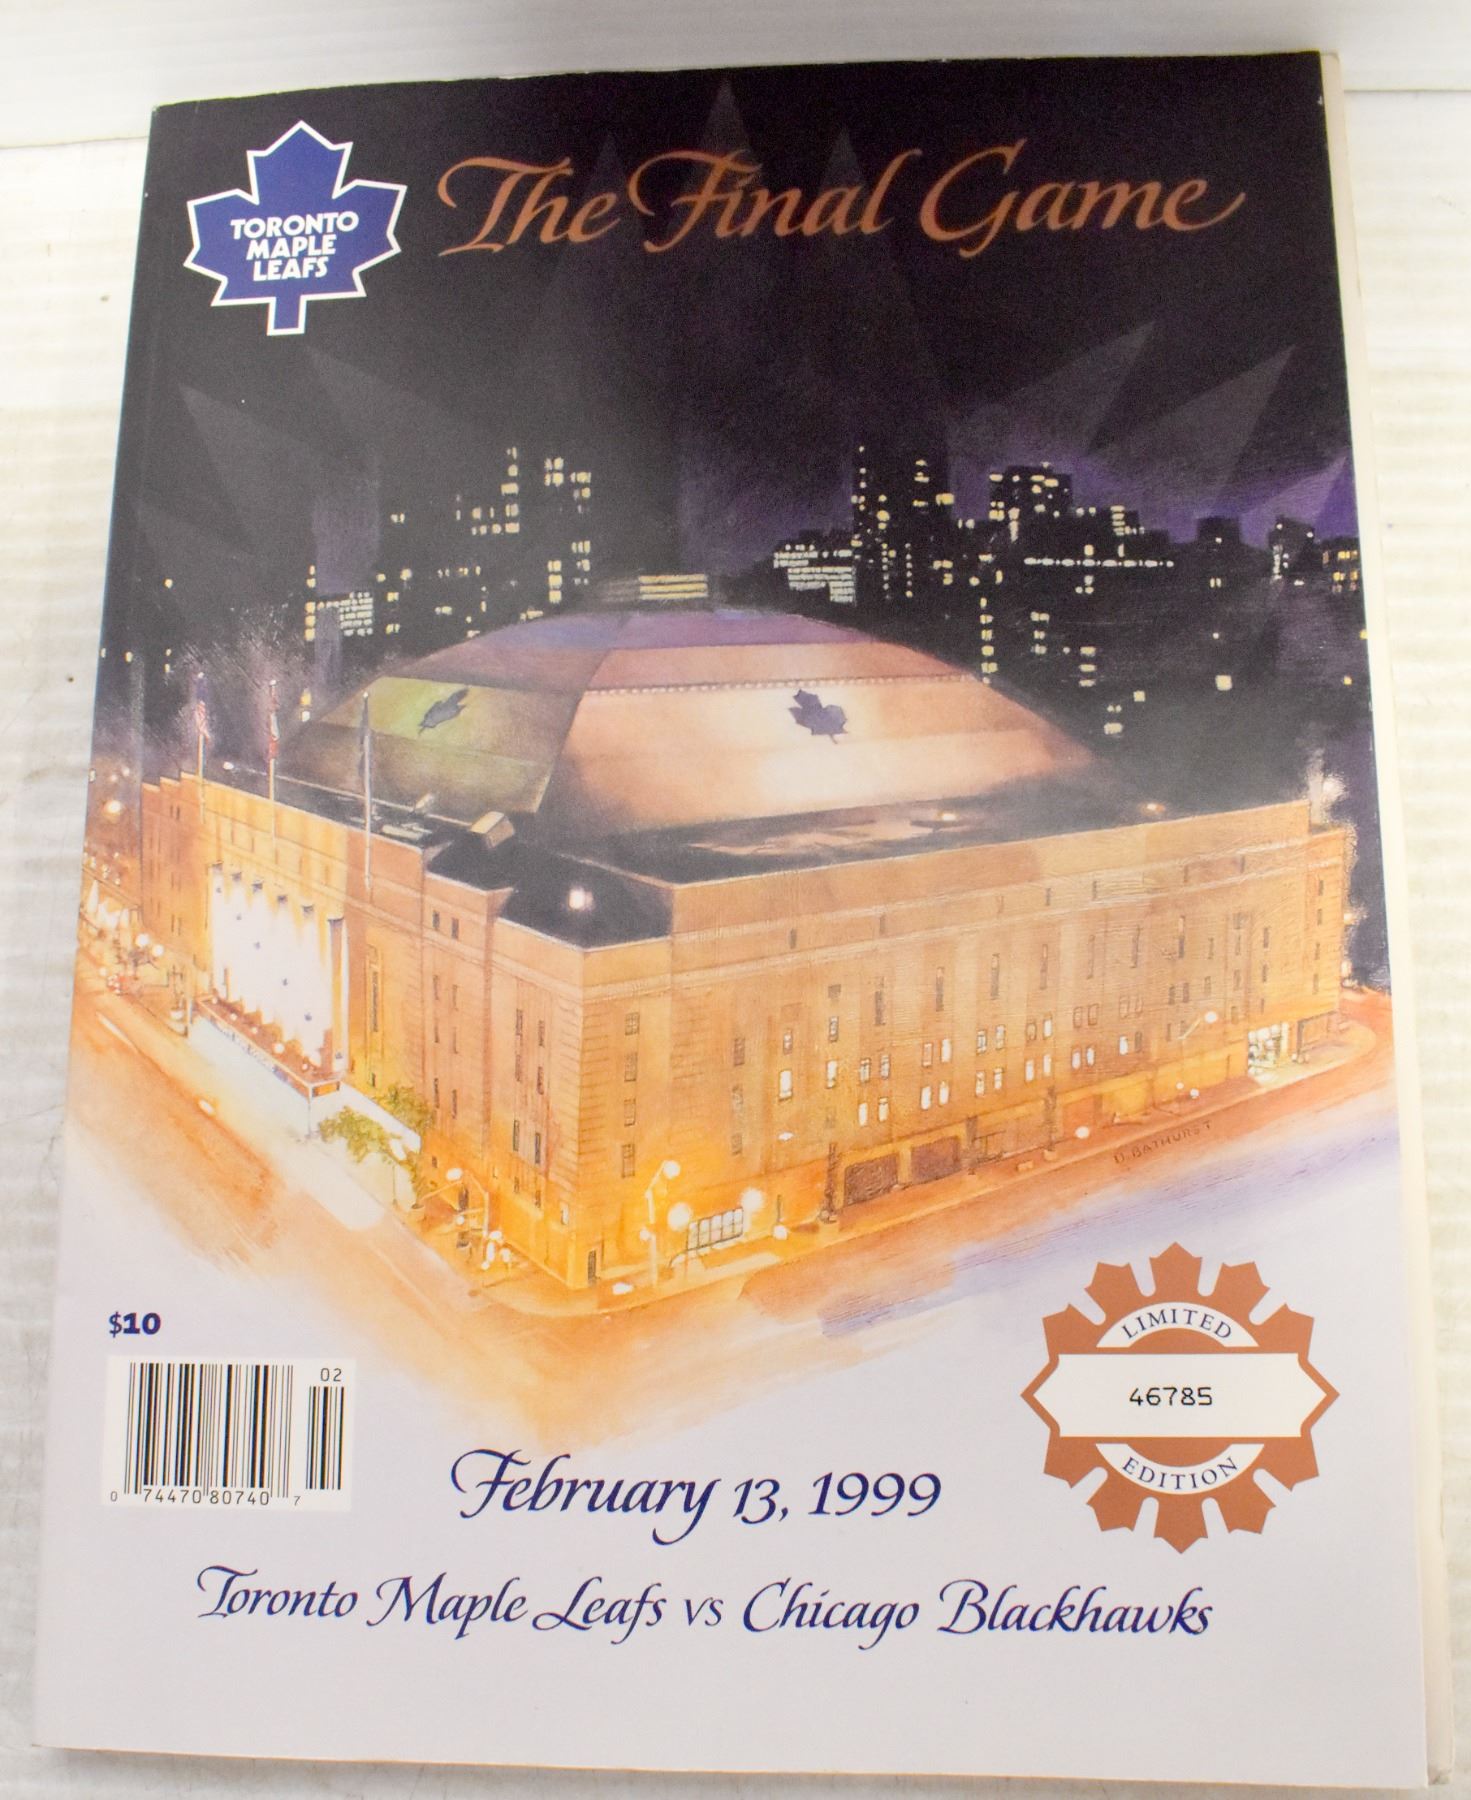 TORONTO
MAPLE
LEAFS
The Final Game
D. BATHURST
$10
02
0 74470 80740 7
LIMITED
46785
EDITION
February 13, 1999
Toronto Maple Leafs vs Chicago Blackhawks